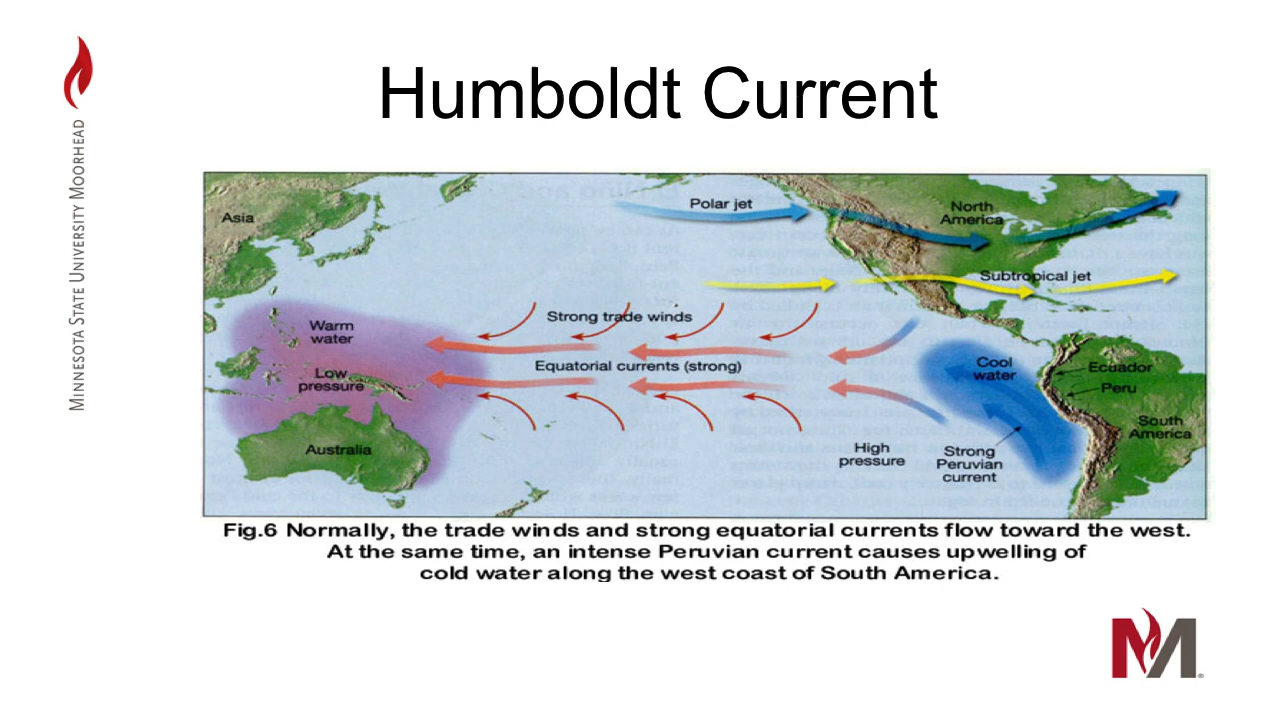 Humboldt Current
MINNESOTA STATE UNIVERSITY MOORHEAD
Asia
Polar jet
North
America
Subtropical jet
Strong trade winds
Warm
water
Equatorial currents (strong)
Cool
water
Ecuador
Low
pressure
Peru
South
America
Australia
High
pressure
Strong
Peruvian
current
Fig.6 Normally, the trade winds and strong equatorial currents flow toward the west.
At the same time, an intense Peruvian current causes upwelling of
cold water along the west coast of South America.
M